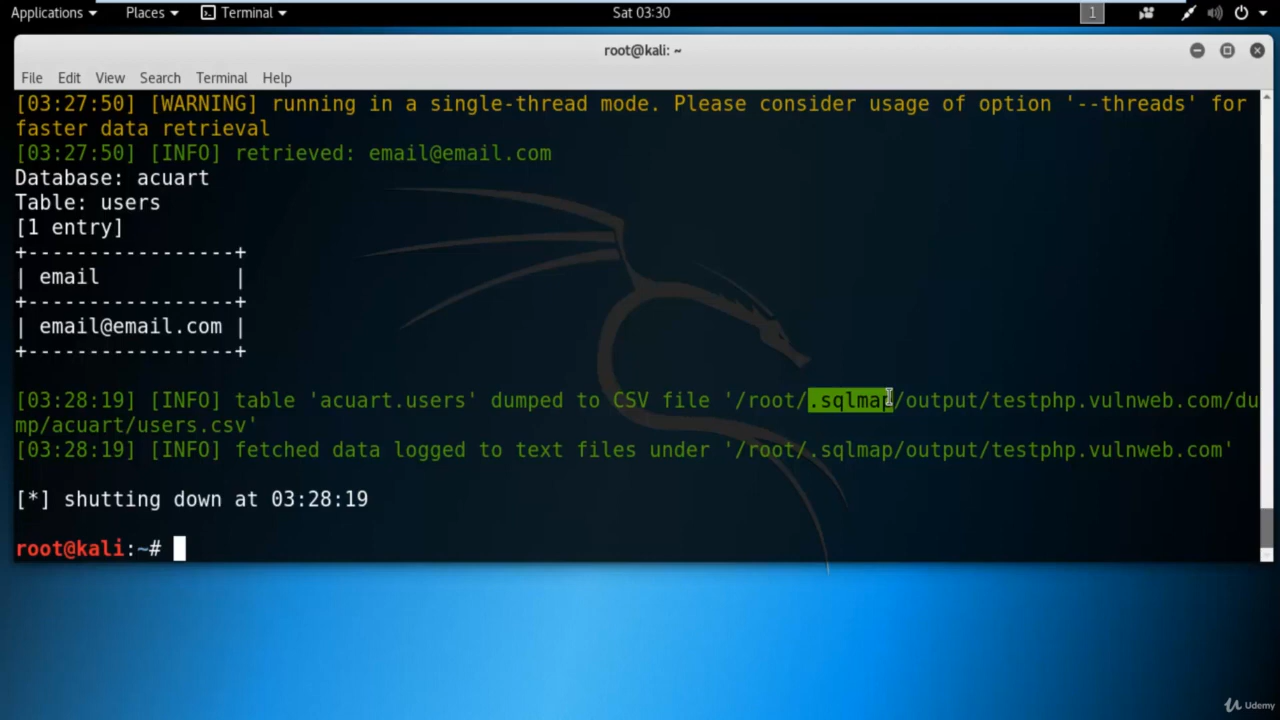 Applications Places Terminal Sat 03:30 1
root@kali: ~
File Edit View Search Terminal Help
[03:27:50] [WARNING] running in a single-thread mode. Please consider usage of option '--threads' for
faster data retrieval
[03:27:50] [INFO] retrieved: email@email.com
Database: acuart
Table: users
[1 entry]
+-----------------+
| email           |
+-----------------+
| email@email.com |
+-----------------+
[03:28:19] [INFO] table 'acuart.users' dumped to CSV file '/root/.sqlmap/output/testphp.vulnweb.com/du
mp/acuart/users.csv'
[03:28:19] [INFO] fetched data logged to text files under '/root/.sqlmap/output/testphp.vulnweb.com'
[*] shutting down at 03:28:19
root@kali:~#
Udemy